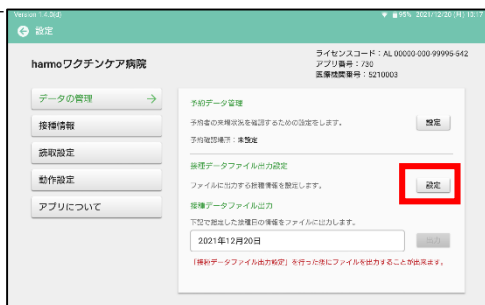 Version 1.4.0(d)
95% 2021/12/20(月) 13:17
設定
harmoワクチンケア病院
ライセンスコード:AL 00000-000-99995-542
アプリ番号:730
医療機関番号:5210003
データの管理
接種情報
読取設定
動作設定
アプリについて
予約データ管理
予約者の来場状況を確認するための設定をします。
設定
予約確認場所:未設定
接種データファイル出力設定
ファイルに出力する接種情報を設定します。
設定
接種データファイル出力
下記で指定した接種日の情報をファイルに出力します。
2021年12月20日
出力
「接種データファイル出力設定」を行った後にファイルを出力することが出来ます。